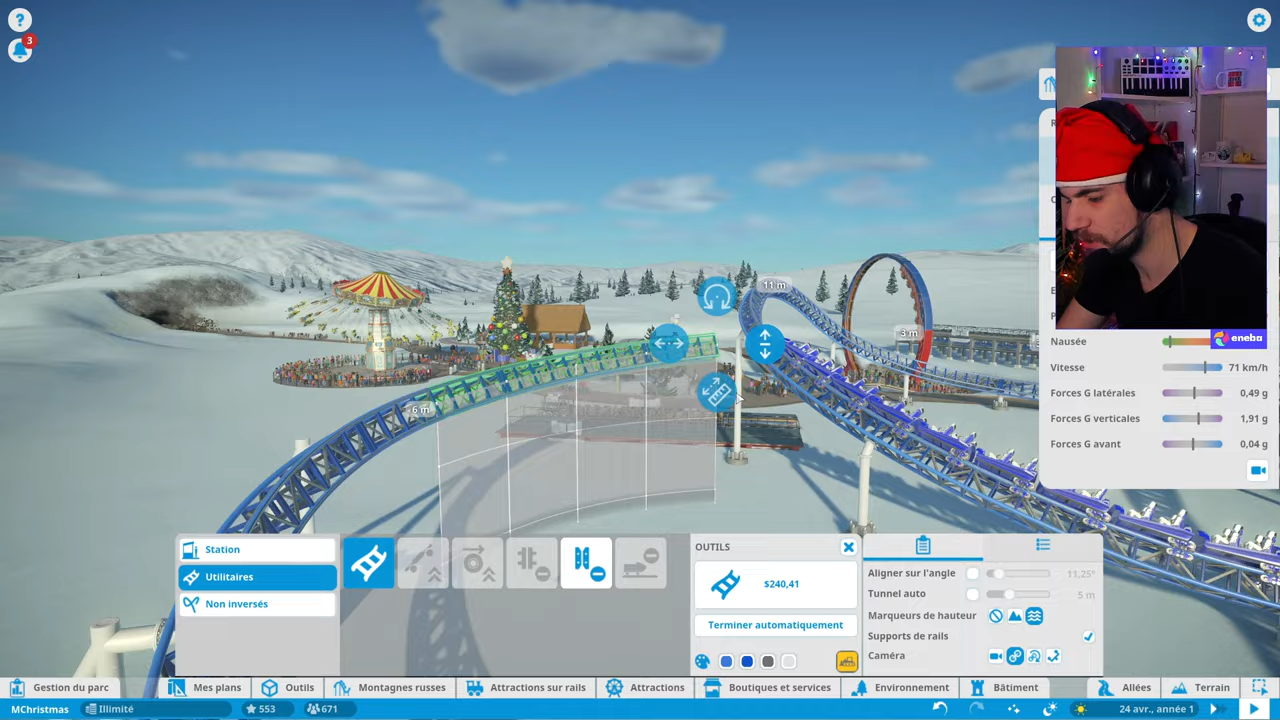 ?
3
11 m
3 m
6 m
eneba
Nausée
Vitesse 71 km/h
Forces G latérales 0,49 g
Forces G verticales 1,91 g
Forces G avant 0,04 g
Station
Utilitaires
Non inversés
OUTILS
$240,41
Terminer automatiquement
Aligner sur l'angle 11,25°
Tunnel auto 5 m
Marqueurs de hauteur
Supports de rails
Caméra
Gestion du parc
Mes plans
Outils
Montagnes russes
Attractions sur rails
Attractions
Boutiques et services
Environnement
Bâtiment
Allées
Terrain
MChristmas
Illimité
553
671
24 avr., année 1